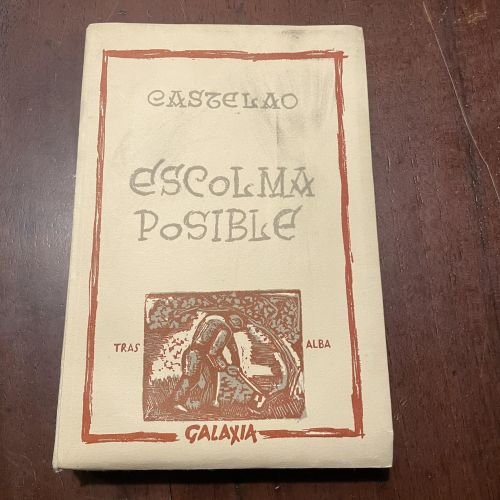 CASTELAO
ESCOLMA
POSIBLE
TRAS ALBA
GALAXIA